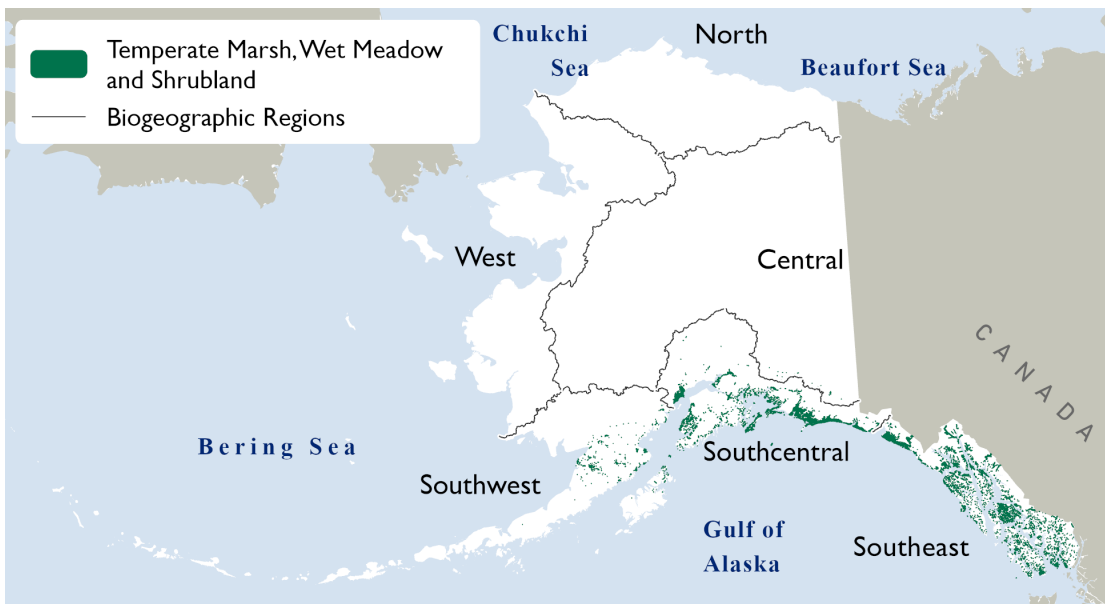 Temperate Marsh, Wet Meadow
and Shrubland
Biogeographic Regions
Chukchi
Sea
North
Beaufort Sea
West
Central
CANADA
Bering Sea
Southwest
Southcentral
Gulf of
Alaska
Southeast